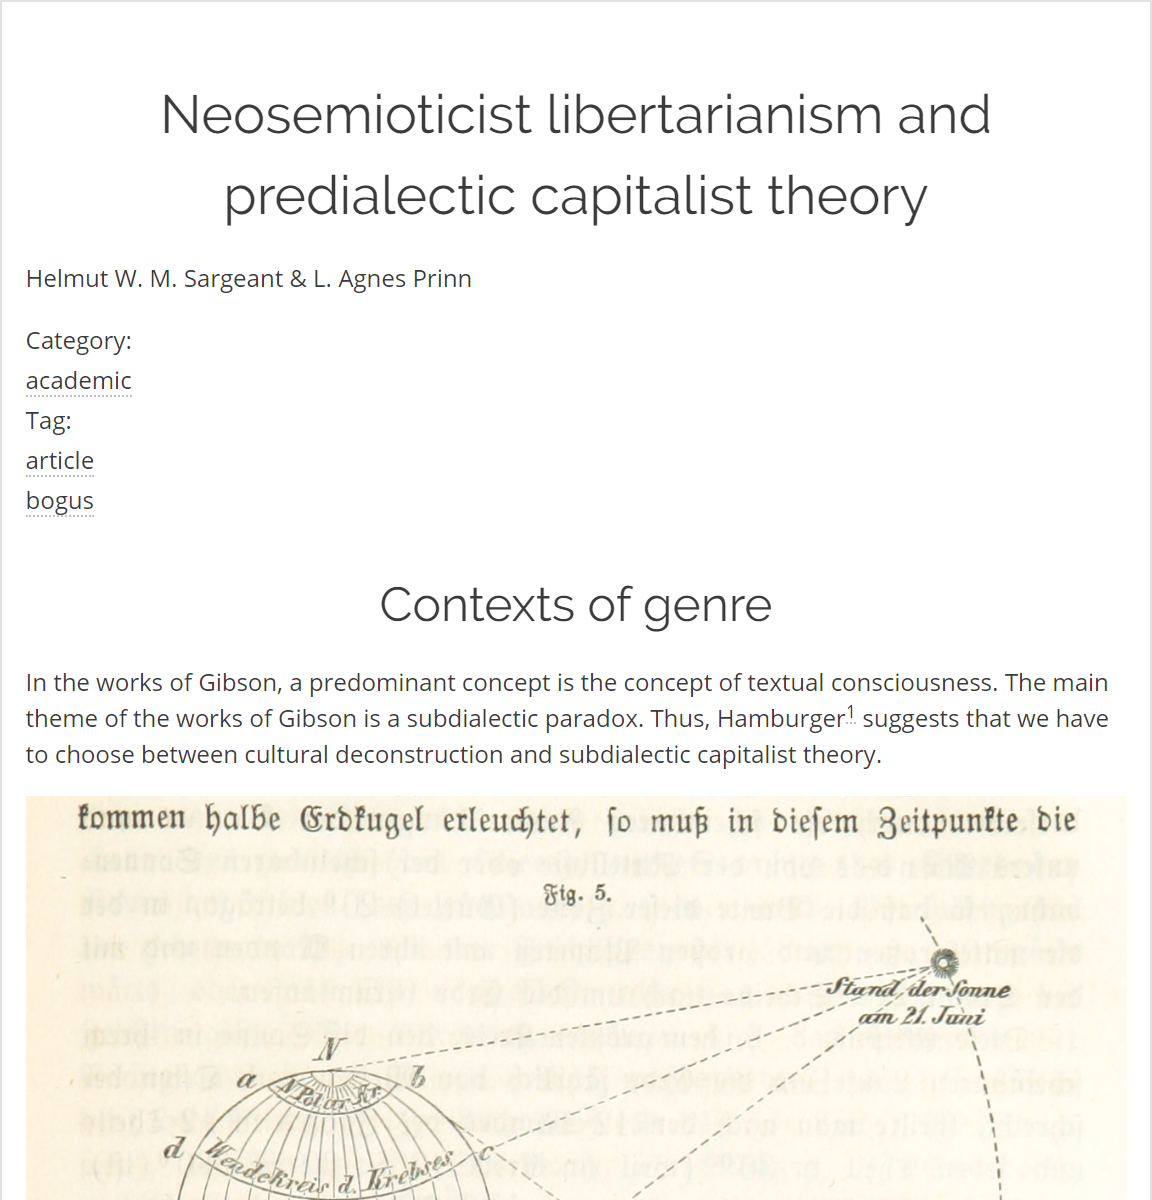 Neosemioticist libertarianism and
predialectic capitalist theory
Helmut W. M. Sargeant & L. Agnes Prinn
Category:
academic
Tag:
article
bogus
Contexts of genre
In the works of Gibson, a predominant concept is the concept of textual consciousness. The main
theme of the works of Gibson is a subdialectic paradox. Thus, Hamburger1 suggests that we have
to choose between cultural deconstruction and subdialectic capitalist theory.
kommen halbe Erdkugel erleuchtet, ſo muß in dieſem Zeitpunkte die
Fig. 5.
Stand der Sonne
am 21. Juni
N
a
b
N Polar Kr.
d
Wendekreis d. Krebses
c